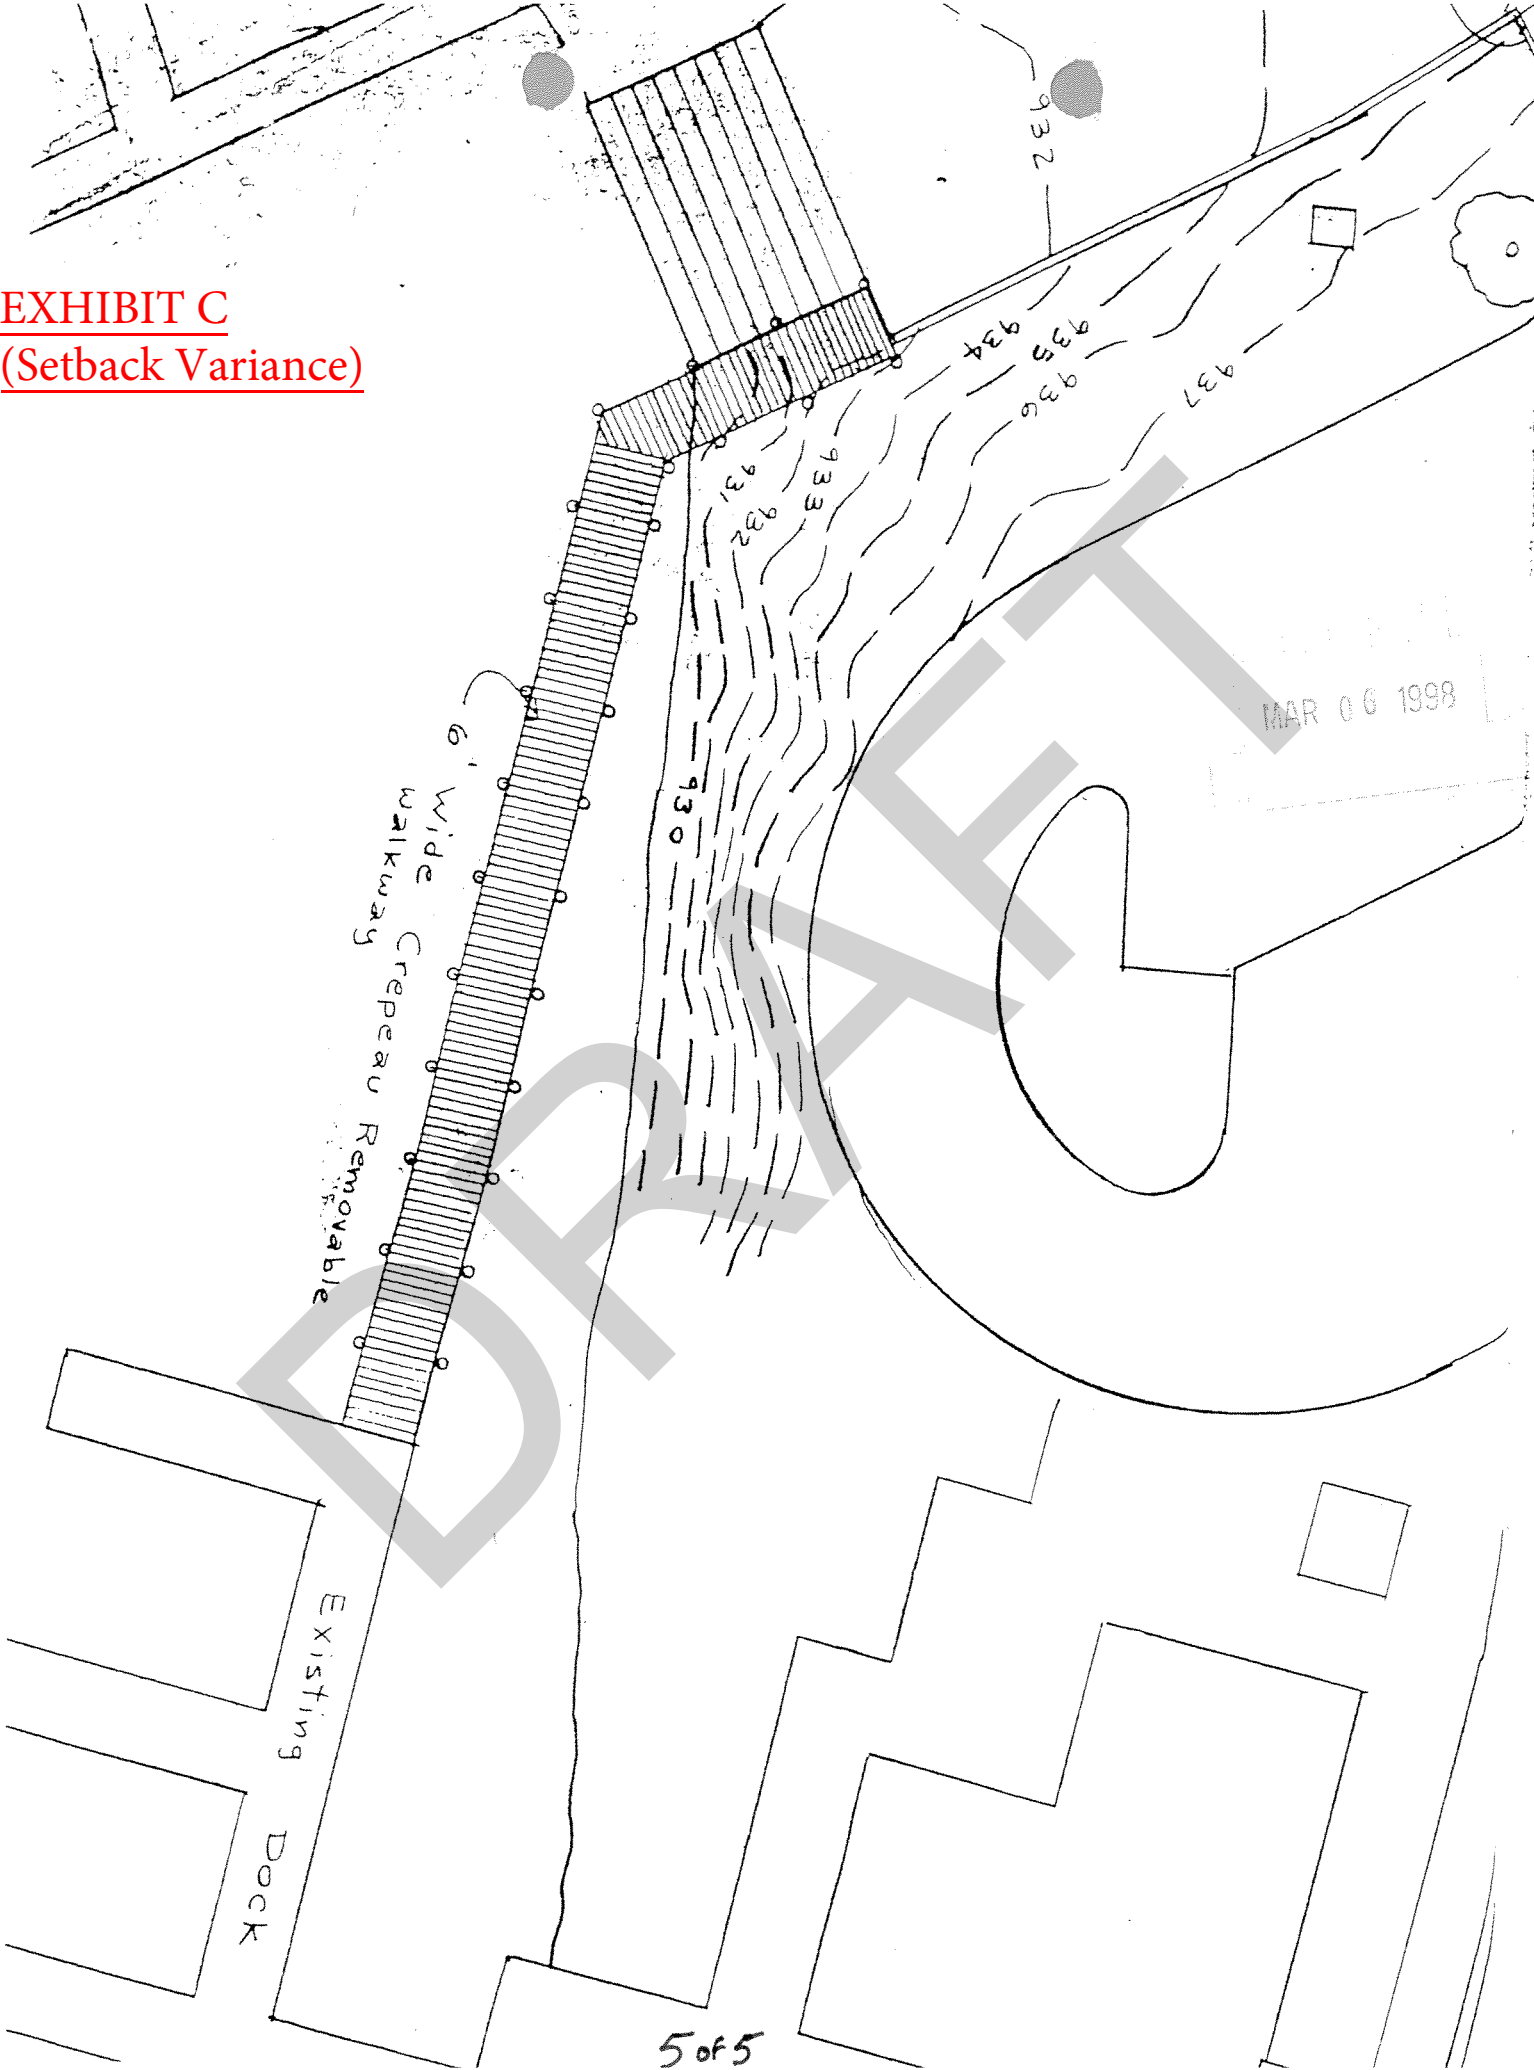 932
EXHIBIT C
(Setback Variance)
934
935
936
937
931
932
933
MAR 06 1998
930
6' Wide Crepeau Removable
walkway
DRAFT
Existing Dock
5 of 5